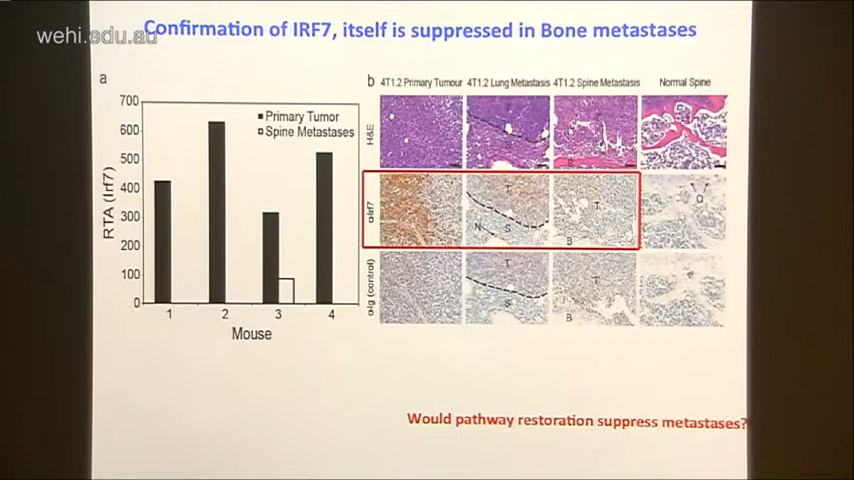 wehi.edu.au
Confirmation of IRF7, itself is suppressed in Bone metastases
a
700
600
500
400
300
200
100
0
RTA (Irf7)
Primary Tumor
Spine Metastases
1 2 3 4
Mouse
b
4T1.2 Primary Tumour 4T1.2 Lung Metastasis 4T1.2 Spine Metastasis Normal Spine
H&E
α-Irf7
T
N
S
T
B
O
α-Ig (control)
T
S
T
B
Would pathway restoration suppress metastases?